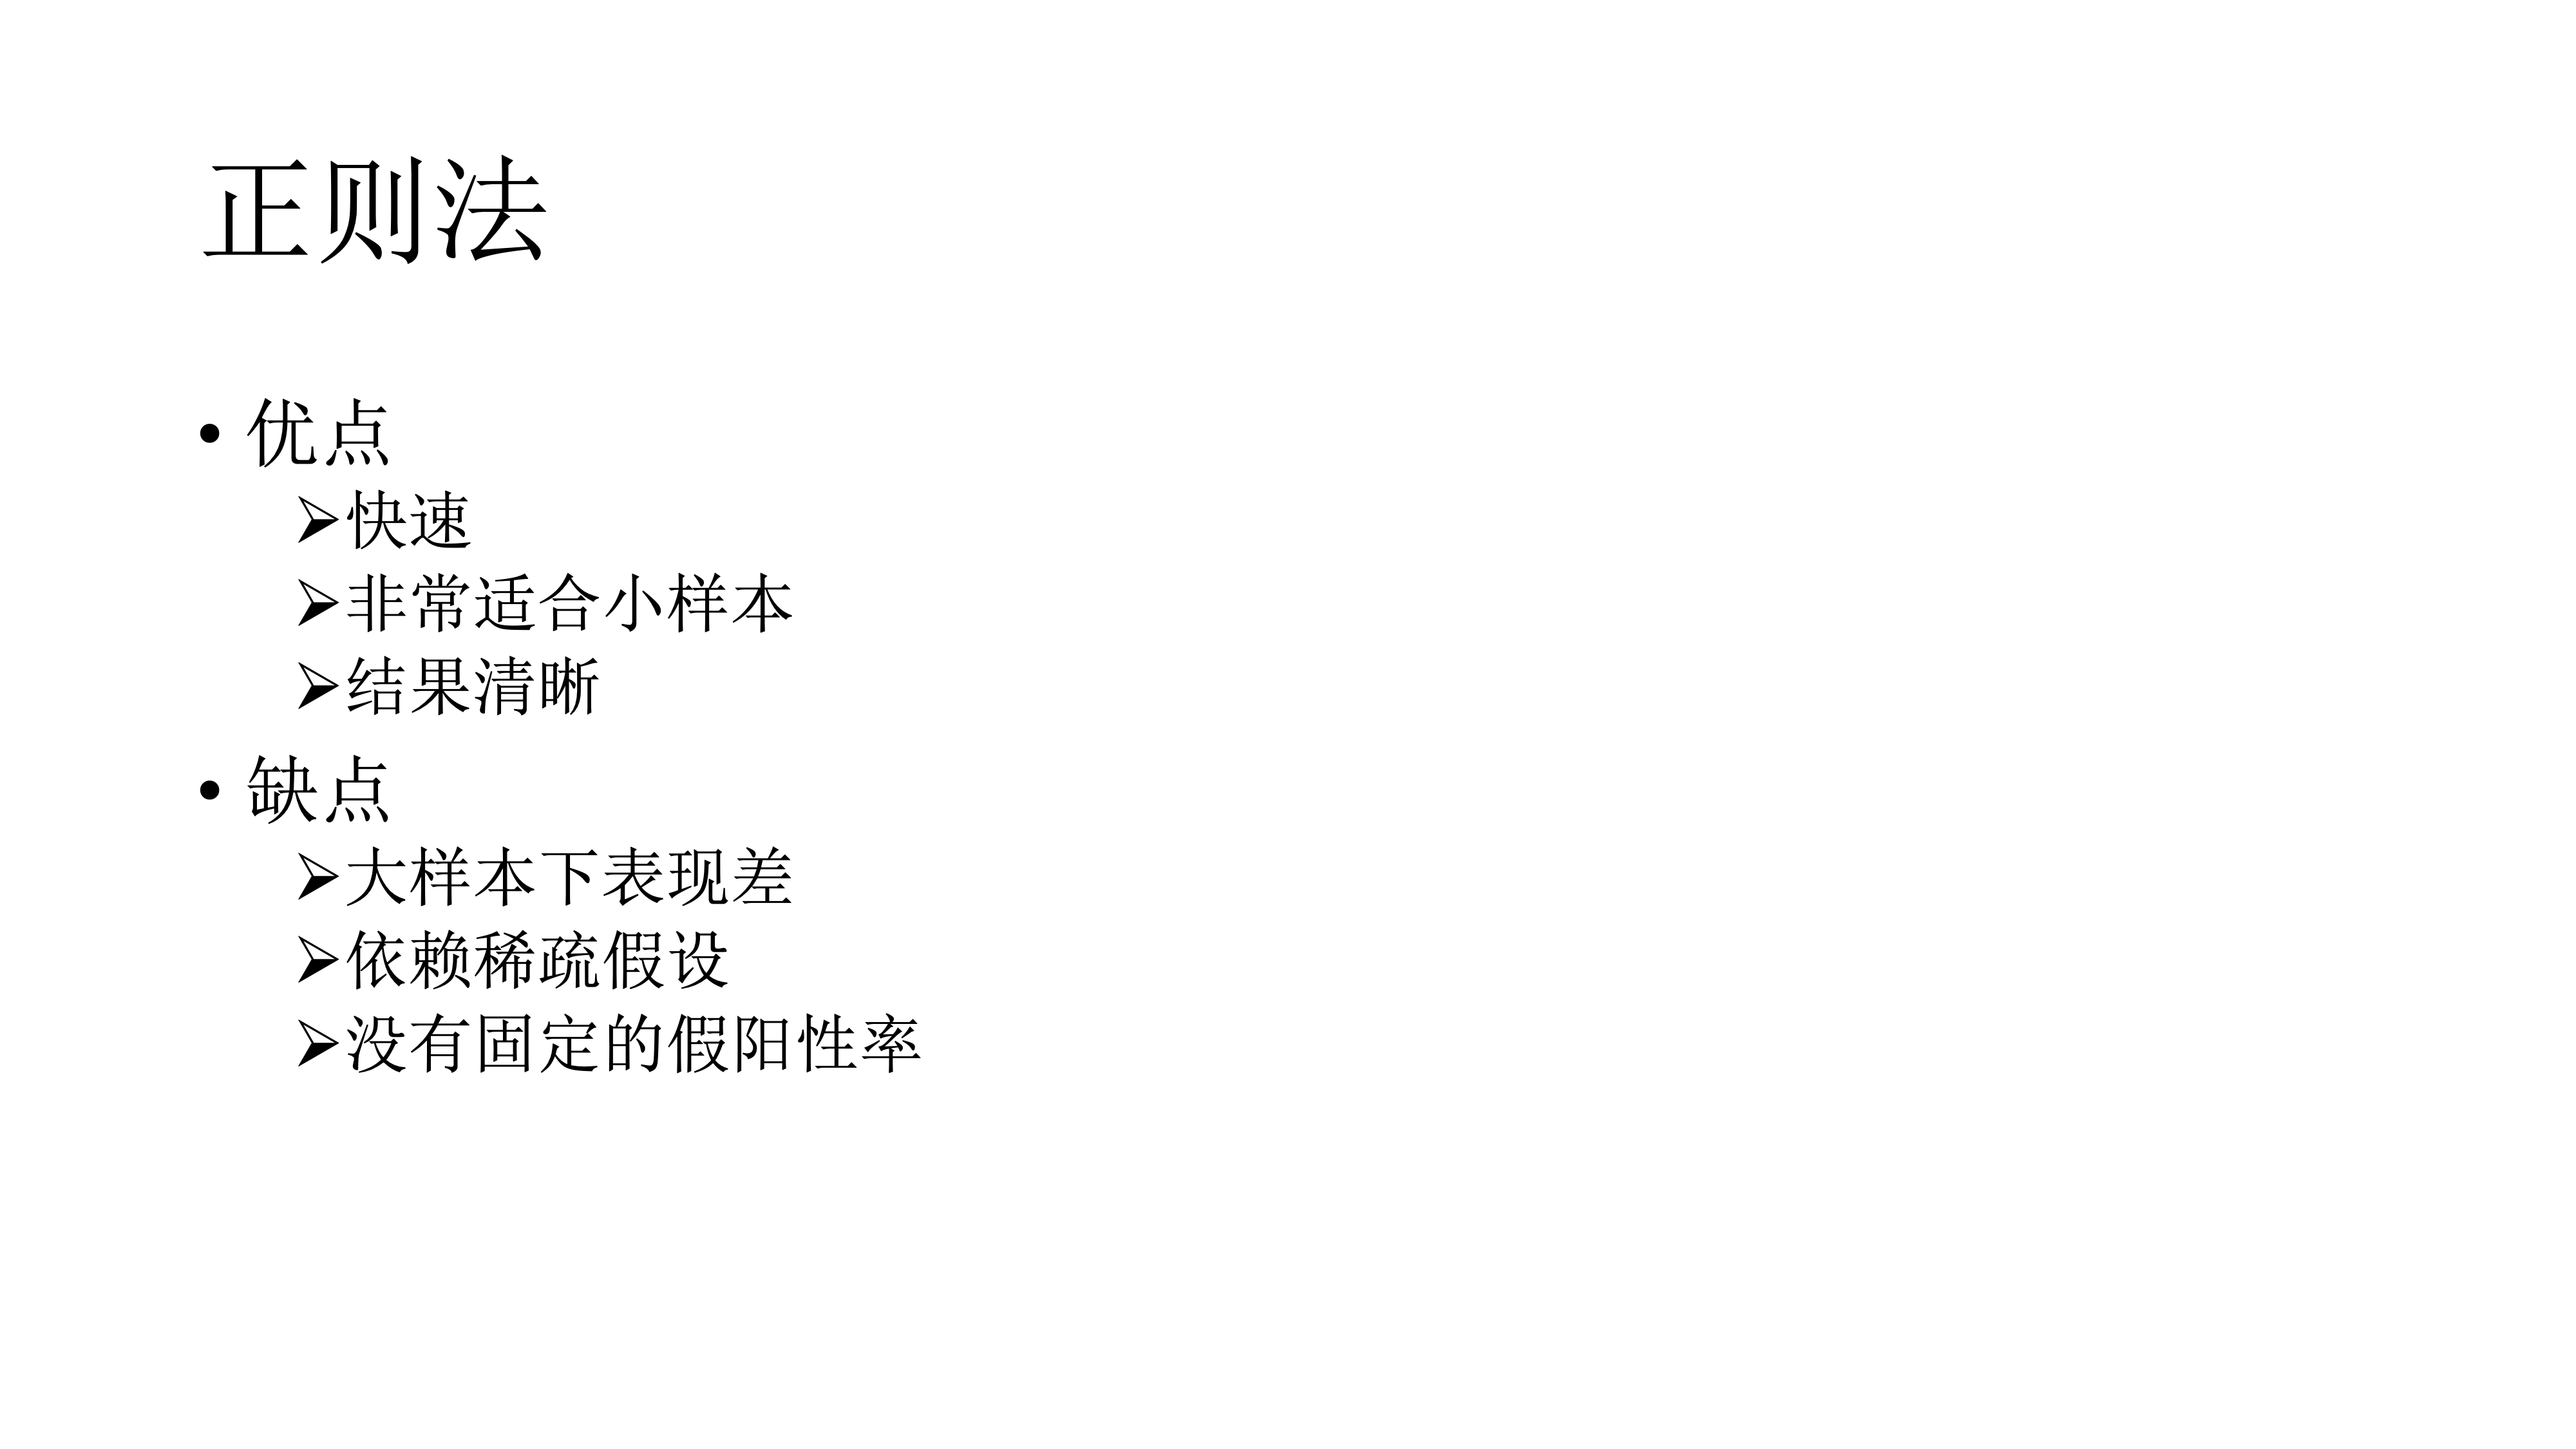 正则法
• 优点
➢快速
➢非常适合小样本
➢结果清晰
• 缺点
➢大样本下表现差
➢依赖稀疏假设
➢没有固定的假阳性率